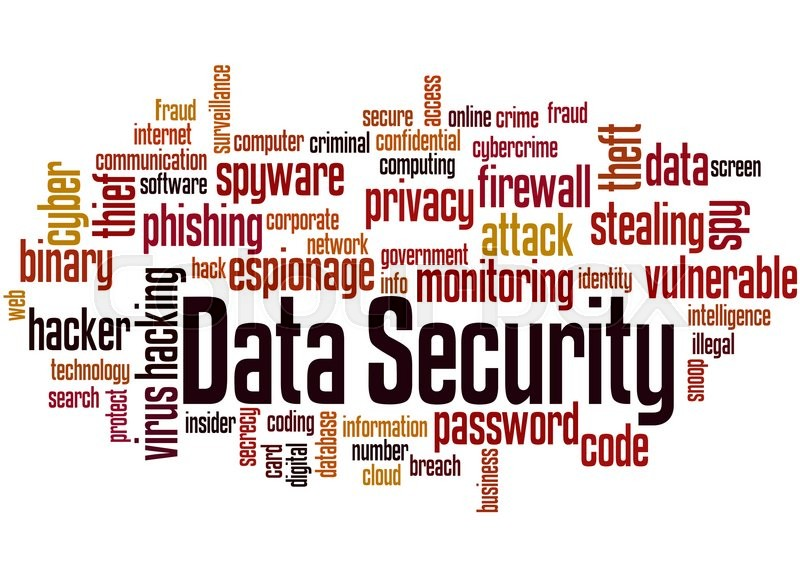 Fraud
surveillance
secure
access
online
crime
fraud
internet
computer
criminal
confidential
cybercrime
theft
communication
computing
data
screen
cyber
thief
software
spyware
privacy
firewall
phishing
corporate
attack
stealing
spy
network
binary
hack
espionage
government
info
monitoring
identity
vulnerable
web
hacker
virus hacking
Data Security
intelligence
illegal
technology
snoop
search
protect
insider
secrecy
coding
database
information
password
code
card
digital
number
cloud
breach
business